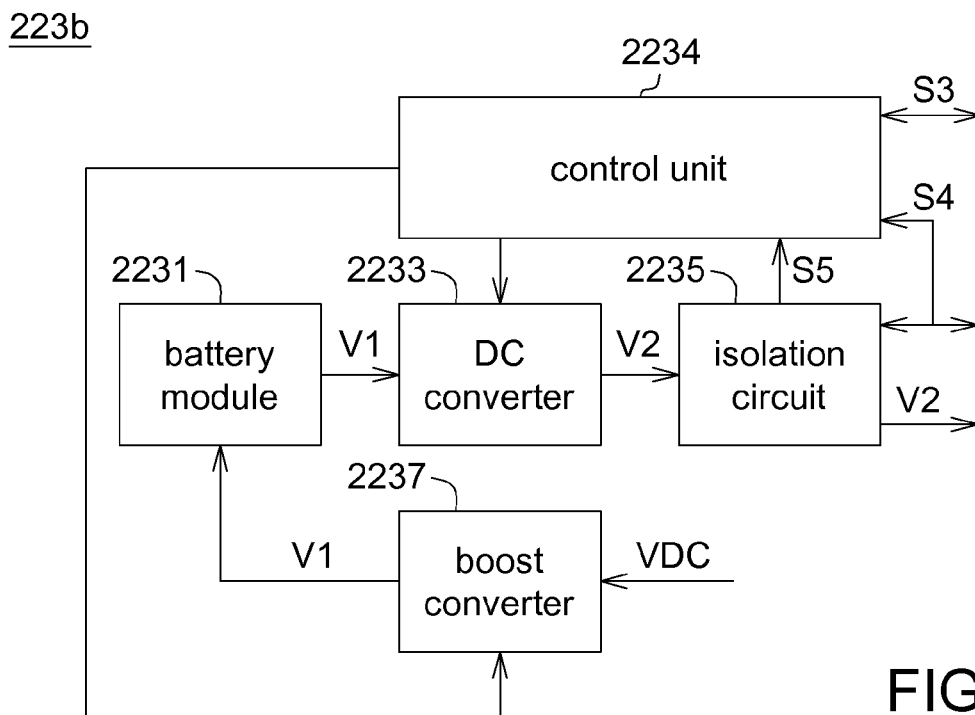 223b
2234
S3
control unit
S4
2231
2233
2235
S5
battery
module
V1
DC
converter
V2
isolation
circuit
V2
2237
V1
boost
converter
VDC
FIG